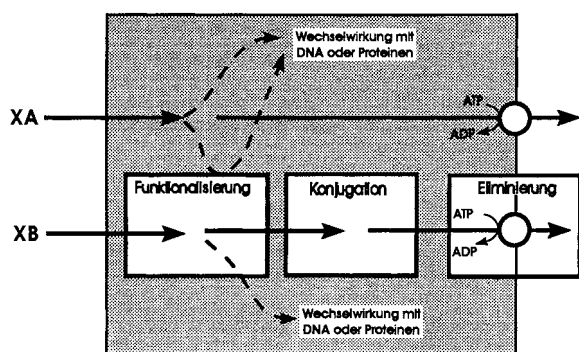 Wechselwirkung mit
DNA oder Proteinen
XA
ATP
ADP
Funktionalisierung
Konjugation
Eliminierung
XB
ATP
ADP
Wechselwirkung mit
DNA oder Proteinen